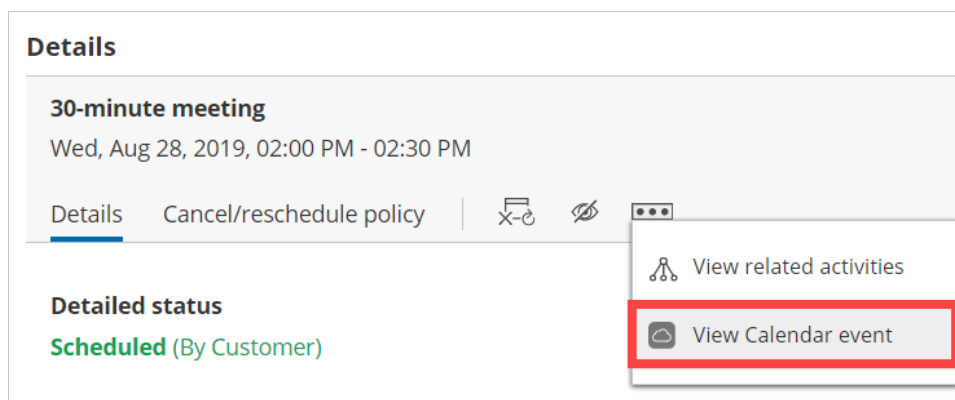 Details
30-minute meeting
Wed, Aug 28, 2019, 02:00 PM - 02:30 PM
Details Cancel/reschedule policy
View related activities
View Calendar event
Detailed status
Scheduled (By Customer)